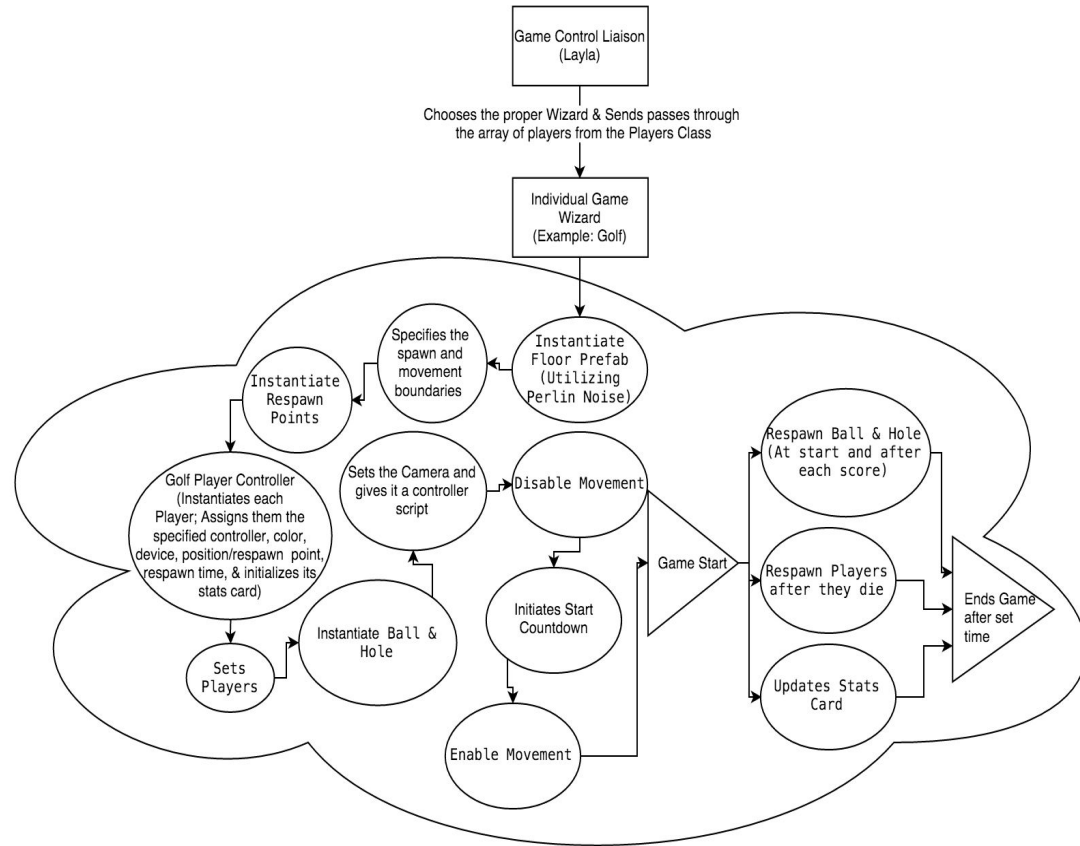 Game Control Liaison
(Layla)
Chooses the proper Wizard & Sends passes through
the array of players from the Players Class
Individual Game
Wizard
(Example: Golf)
Instantiate
Floor Prefab
(Utilizing
Perlin Noise)
Specifies the
spawn and
movement
boundaries
Instantiate
Respawn
Points
Golf Player Controller
(Instantiates each
Player; Assigns them the
specified controller, color,
device, position/respawn point,
respawn time, & initializes its
stats card)
Sets
Players
Instantiate Ball &
Hole
Sets the Camera and
gives it a controller
script
Disable Movement
Initiates Start
Countdown
Enable Movement
Game Start
Respawn Ball & Hole
(At start and after
each score)
Respawn Players
after they die
Updates Stats
Card
Ends Game
after set
time